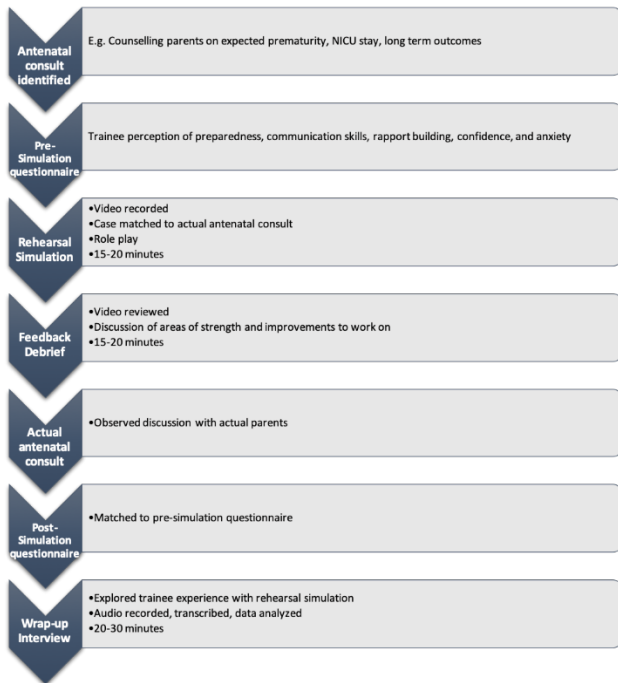 Antenatal
consult
identified
E.g. Counselling parents on expected prematurity, NICU stay, long term outcomes
Pre-
Simulation
questionnaire
Trainee perception of preparedness, communication skills, rapport building, confidence, and anxiety
Rehearsal
Simulation
•Video recorded
•Case matched to actual antenatal consult
•Role play
•15-20 minutes
Feedback
Debrief
•Video reviewed
•Discussion of areas of strength and improvements to work on
•15-20 minutes
Actual
antenatal
consult
•Observed discussion with actual parents
Post-
Simulation
questionnaire
•Matched to pre-simulation questionnaire
Wrap-up
Interview
•Explored trainee experience with rehearsal simulation
•Audio recorded, transcribed, data analyzed
•20-30 minutes